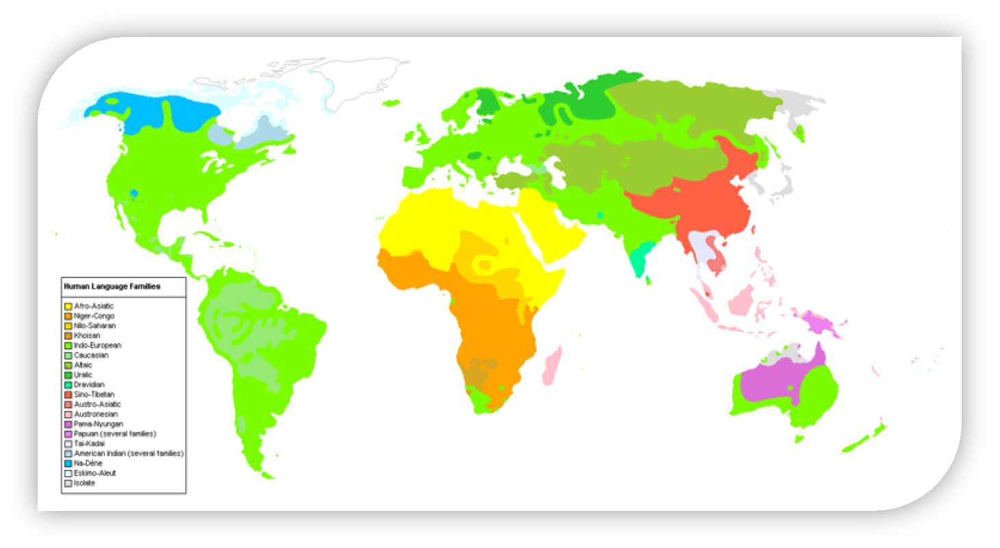 Human Language Families
Afro-Asiatic
Niger-Congo
Nilo-Saharan
Khoisan
Indo-European
Caucasian
Altaic
Uralic
Dravidian
Sino-Tibetan
Austro-Asiatic
Austronesian
Pama-Nyungan
Papuan (several families)
Tai-Kadai
American Indian (several families)
Na-Déne
Eskimo-Aleut
Isolate